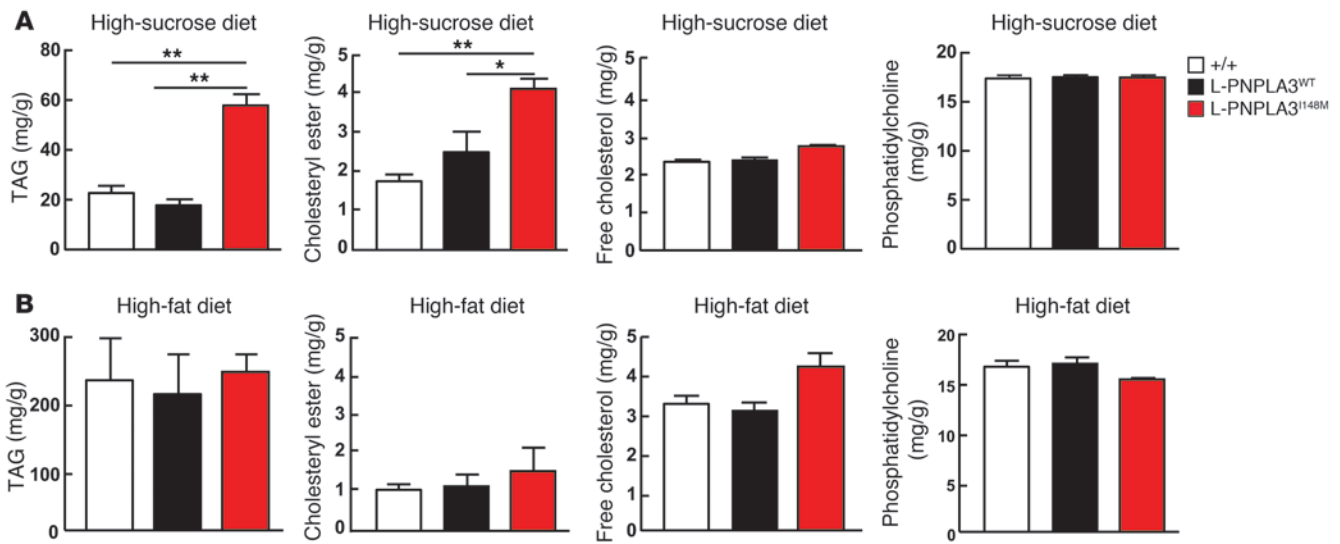 A
High-sucrose diet
TAG (mg/g)
80
60
40
20
0
**
**
High-sucrose diet
Cholesteryl ester (mg/g)
5
4
3
2
1
0
**
*
High-sucrose diet
Free cholesterol (mg/g)
5
4
3
2
1
0
High-sucrose diet
Phosphatidylcholine
(mg/g)
20
15
10
5
0
+/+
L-PNPLA3WT
L-PNPLA3I148M
B
High-fat diet
TAG (mg/g)
300
200
100
0
High-fat diet
Cholesteryl ester (mg/g)
5
4
3
2
1
0
High-fat diet
Free cholesterol (mg/g)
5
4
3
2
1
0
High-fat diet
Phosphatidylcholine
(mg/g)
20
15
10
5
0